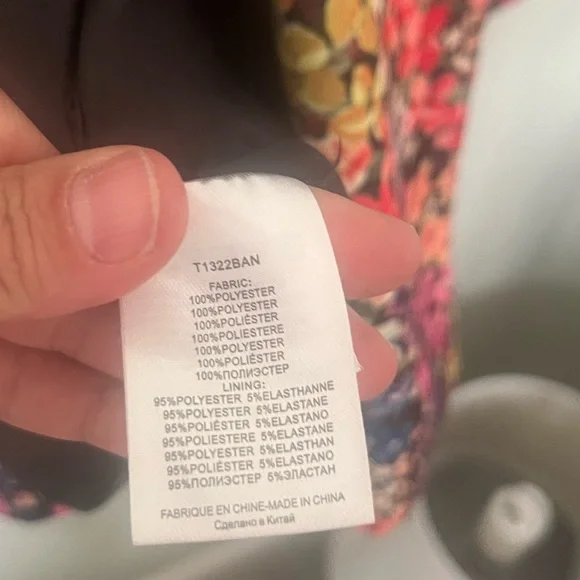 T1322BAN
FABRIC:
100%POLYESTER
100%POLYESTER
100%POLIÉSTER
100%POLIESTERE
100%POLYESTER
100%POLIÉSTER
100%ПОЛИЭСТЕР
LINING:
95%POLYESTER 5%ELASTHANNE
95%POLYESTER 5%ELASTANE
95%POLIÉSTER 5%ELASTANO
95%POLIESTERE 5%ELASTANE
95%POLYESTER 5%ELASTHAN
95%POLIÉSTER 5%ELASTANO
95%ПОЛИЭСТЕР 5%ЭЛАСТАН
FABRIQUE EN CHINE-MADE IN CHINA
Сделано в Китай